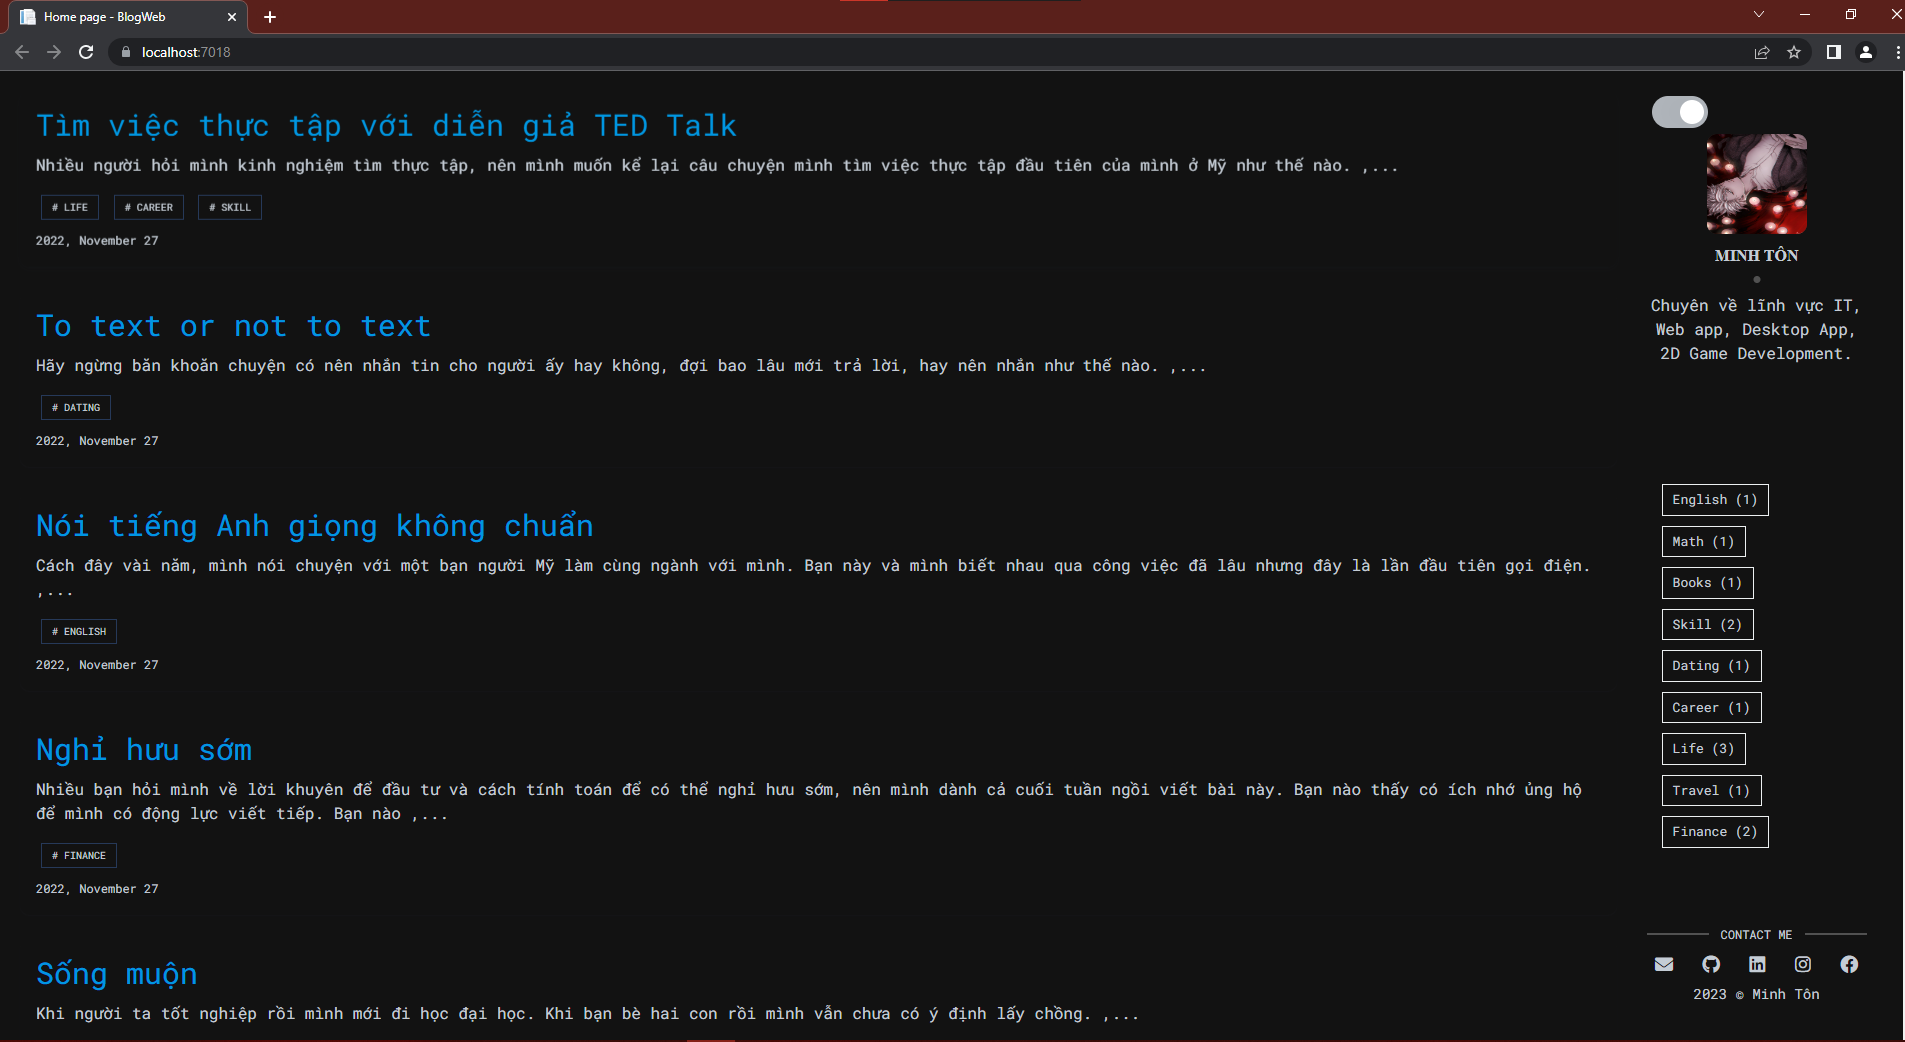 Home page - BlogWeb
localhost:7018
Tìm việc thực tập với diễn giả TED Talk
Nhiều người hỏi mình kinh nghiệm tìm thực tập, nên mình muốn kể lại câu chuyện mình tìm việc thực tập đầu tiên của mình ở Mỹ như thế nào. ,...
# LIFE # CAREER # SKILL
2022, November 27
To text or not to text
Hãy ngừng băn khoăn chuyện có nên nhắn tin cho người ấy hay không, đợi bao lâu mới trả lời, hay nên nhắn như thế nào. ,...
# DATING
2022, November 27
Nói tiếng Anh giọng không chuẩn
Cách đây vài năm, mình nói chuyện với một bạn người Mỹ làm cùng ngành với mình. Bạn này và mình biết nhau qua công việc đã lâu nhưng đây là lần đầu tiên gọi điện.
,...
# ENGLISH
2022, November 27
Nghỉ hưu sớm
Nhiều bạn hỏi mình về lời khuyên để đầu tư và cách tính toán để có thể nghỉ hưu sớm, nên mình dành cả cuối tuần ngồi viết bài này. Bạn nào thấy có ích nhớ ủng hộ
để mình có động lực viết tiếp. Bạn nào ,...
# FINANCE
2022, November 27
Sống muộn
Khi người ta tốt nghiệp rồi mình mới đi học đại học. Khi bạn bè hai con rồi mình vẫn chưa có ý định lấy chồng. ,...
MINH TÔN
Chuyên về lĩnh vực IT,
Web app, Desktop App,
2D Game Development.
English (1)
Math (1)
Books (1)
Skill (2)
Dating (1)
Career (1)
Life (3)
Travel (1)
Finance (2)
CONTACT ME
2023 © Minh Tôn